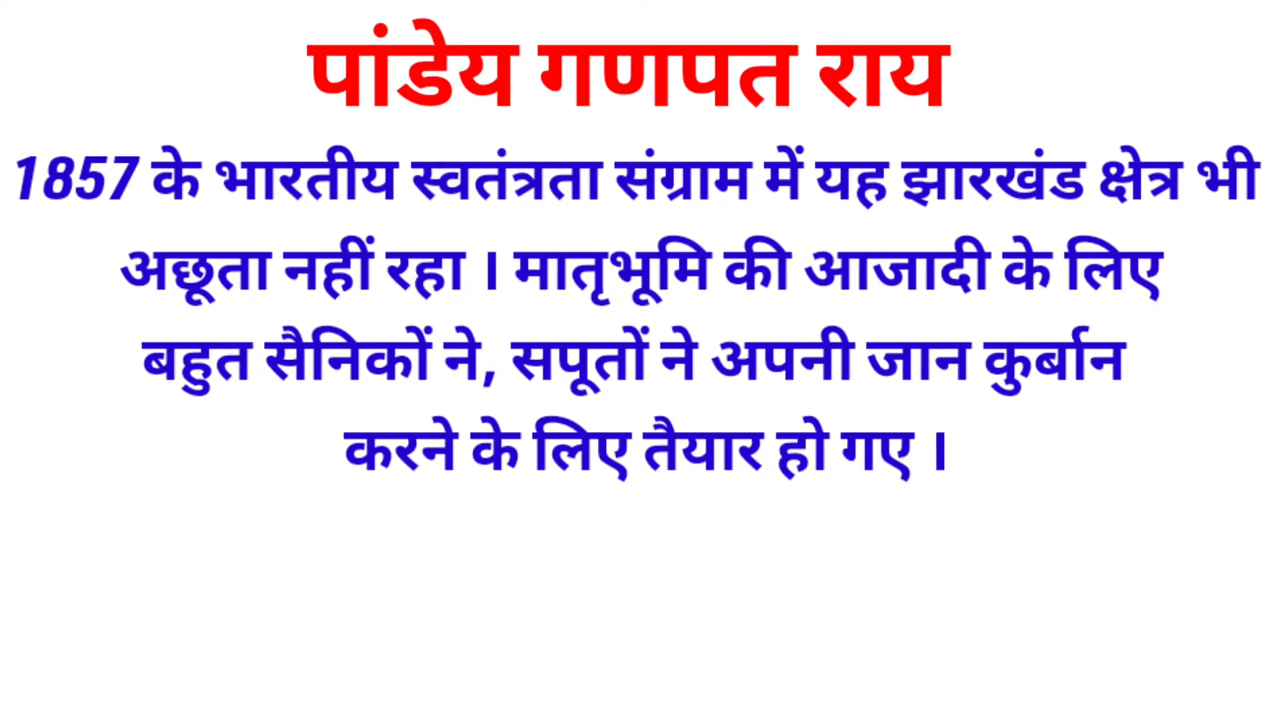 पांडेय गणपत राय
1857 के भारतीय स्वतंत्रता संग्राम में यह झारखंड क्षेत्र भी
अछूता नहीं रहा । मातृभूमि की आजादी के लिए
बहुत सैनिकों ने, सपूतों ने अपनी जान कुर्बान
करने के लिए तैयार हो गए ।